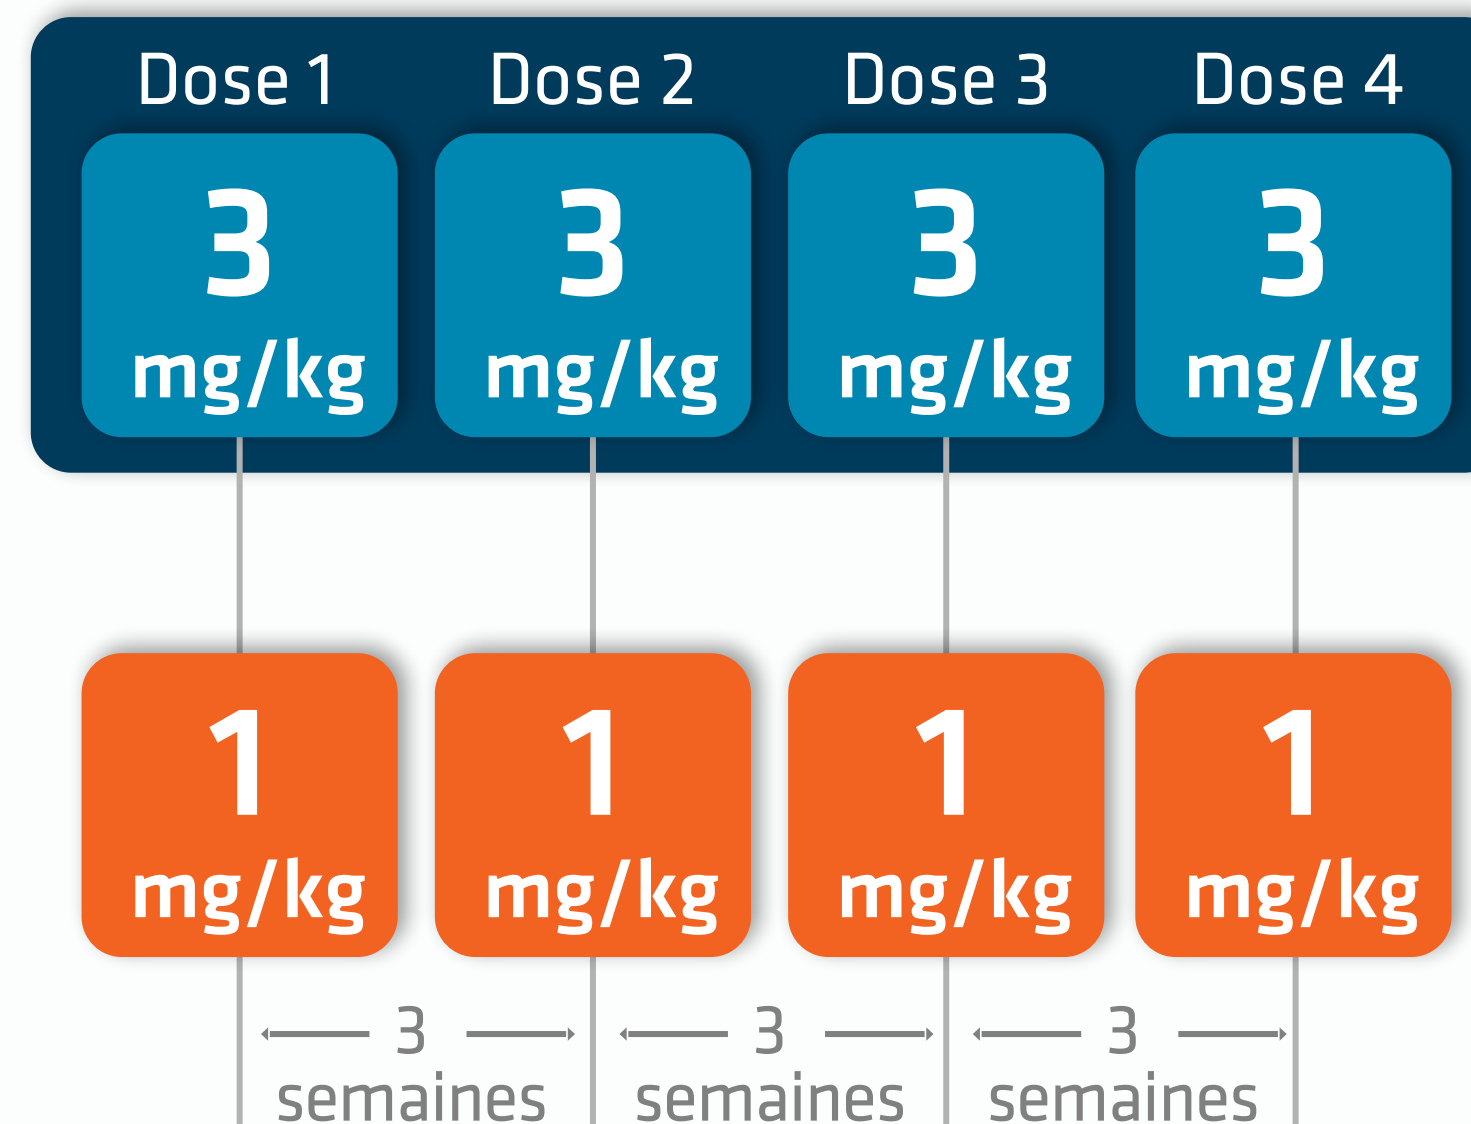 Dose 1 Dose 2 Dose 3 Dose 4
3 3 3 3
mg/kg mg/kg mg/kg mg/kg
1 1 1 1
mg/kg mg/kg mg/kg mg/kg
3 3 3
semaines semaines semaines